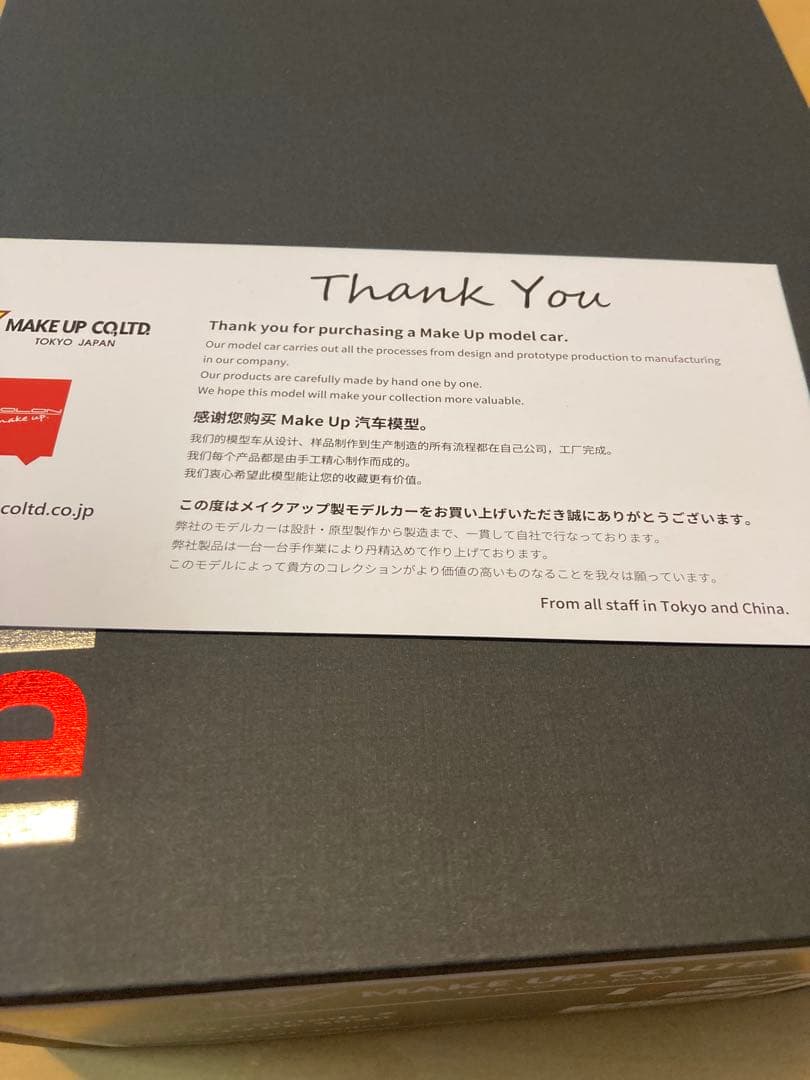 Thank You
MAKE UP CO.,LTD.
TOKYO JAPAN
make up.
coltd.co.jp
Thank you for purchasing a Make Up model car.
Our model car carries out all the processes from design and prototype production to manufacturing
in our company.
Our products are carefully made by hand one by one.
We hope this model will make your collection more valuable.
感谢您购买 Make Up 汽车模型。
我们的模型车从设计、样品制作到生产制造的所有流程都在自己公司，工厂完成。
我们每个产品都是由手工精心制作而成的。
我们衷心希望此模型能让您的收藏更有价值。
この度はメイクアップ製モデルカーをお買い上げいただき誠にありがとうございます。
弊社のモデルカーは設計・原型製作から製造まで、一貫して自社で行なっております。
弊社製品は一台一台手作業により丹精込めて作り上げております。
このモデルによって貴方のコレクションがより価値の高いものなることを我々は願っています。
From all staff in Tokyo and China.
MAKE UP CO.,LTD